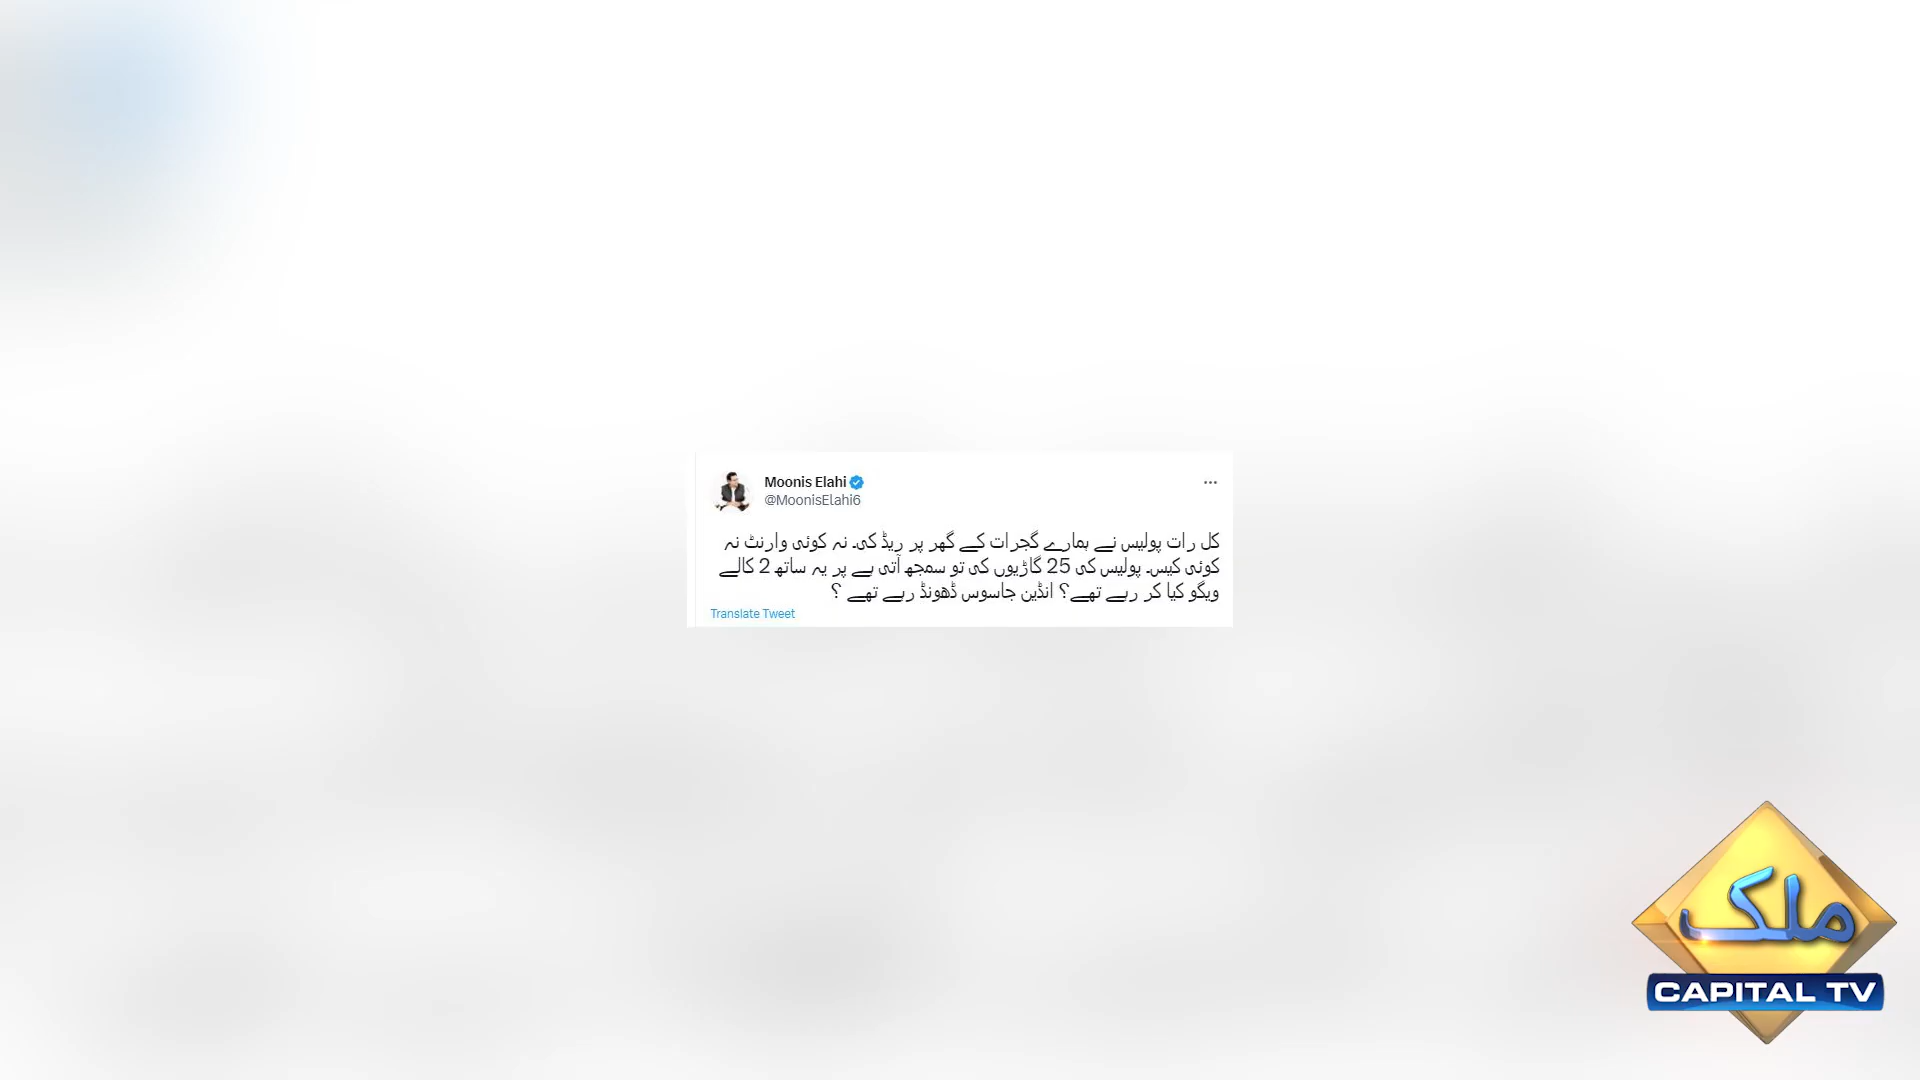 Moonis Elahi
@MoonisElahi6
کل رات پولیس نے ہمارے گجرات کے گھر پر ریڈ کی۔ نہ کوئی وارنٹ نہ
کوئی کیس۔ پولیس کی 25 گاڑیوں کی تو سمجھ آتی ہے پر یہ ساتھ 2 کالے
ویگو کیا کر رہے تھے؟ انڈین جاسوس ڈھونڈ رہے تھے ؟
Translate Tweet
ملک
CAPITAL TV